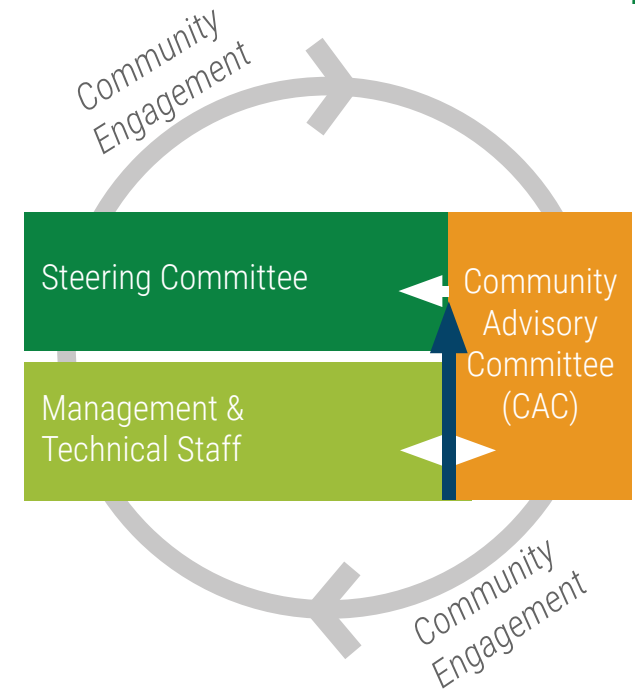 Community
Engagement
Steering Committee
Community
Advisory
Committee
(CAC)
Management &
Technical Staff
Community
Engagement